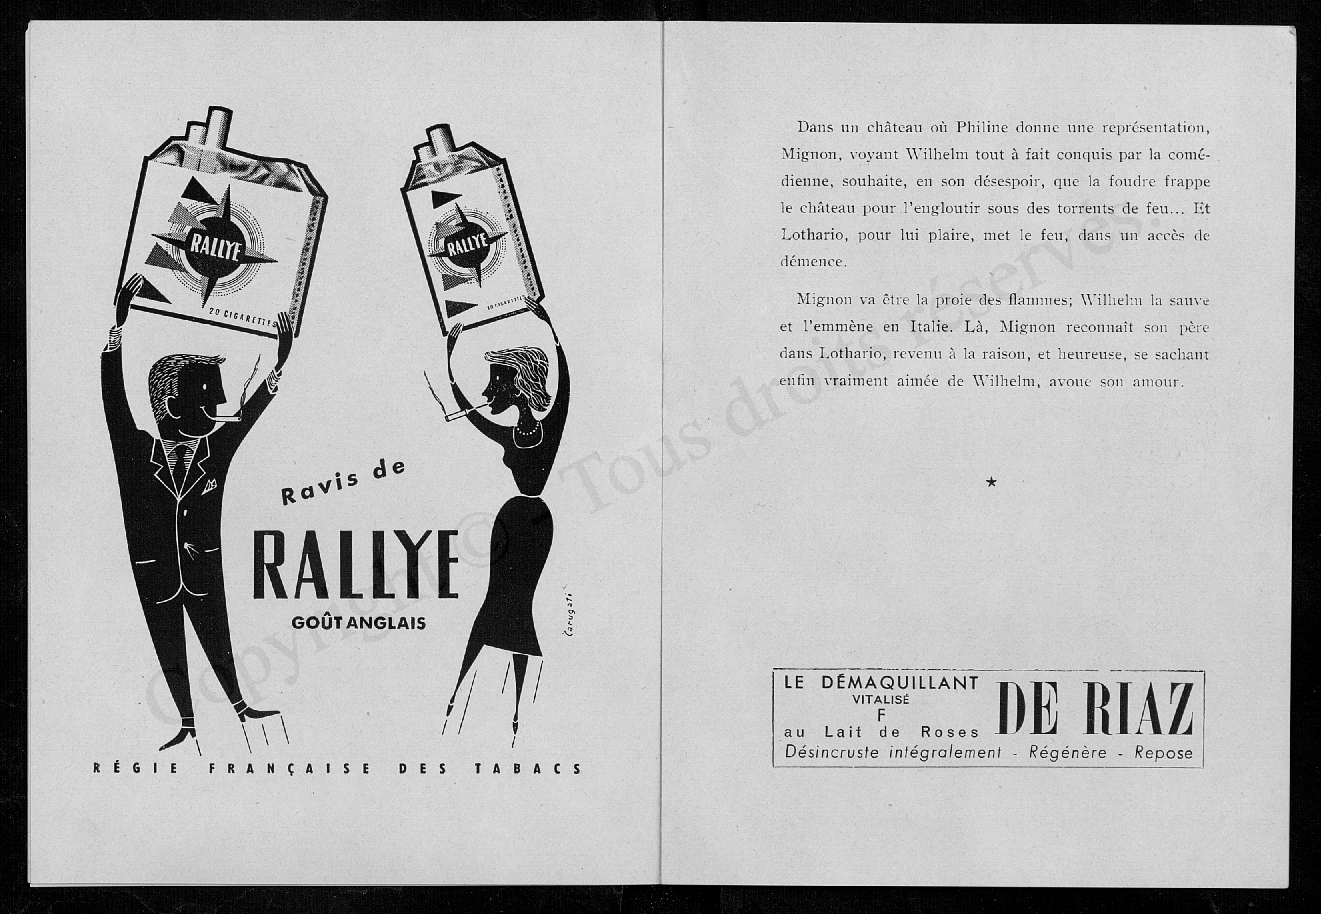 RALLYE
20 CIGARETTES
RALLYE
20 CIGARETTES
Ravis de
RALLYE
GOÛT ANGLAIS
Carugati
RÉGIE FRANÇAISE DES TABACS
Dans un château où Philine donne une représentation,
Mignon, voyant Wilhelm tout à fait conquis par la comé-
dienne, souhaite, en son désespoir, que la foudre frappe
le château pour l'engloutir sous des torrents de feu... Et
Lothario, pour lui plaire, met le feu, dans un accès de
démence.
Mignon va être la proie des flammes; Wilhelm la sauve
et l'emmène en Italie. Là, Mignon reconnaît son père
dans Lothario, revenu à la raison, et heureuse, se sachant
enfin vraiment aimée de Wilhelm, avoue son amour.
LE DÉMAQUILLANT
VITALISÉ
F
au Lait de Roses
DE RIAZ
Désincruste intégralement - Régénère - Repose
Copyright © - Tous droits réservés.